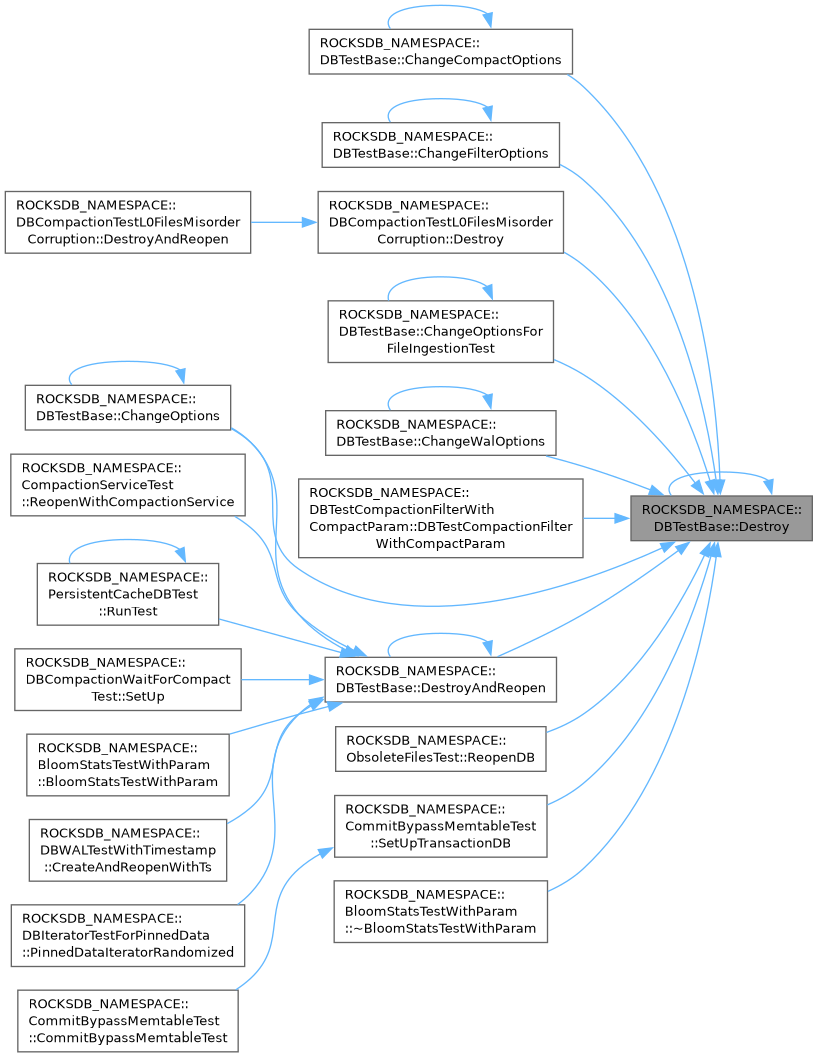 ROCKSDB_NAMESPACE::
DBTestBase::ChangeCompactOptions
ROCKSDB_NAMESPACE::
DBTestBase::ChangeFilterOptions
ROCKSDB_NAMESPACE::
DBCompactionTestL0FilesMisorder
Corruption::DestroyAndReopen
ROCKSDB_NAMESPACE::
DBCompactionTestL0FilesMisorder
Corruption::Destroy
ROCKSDB_NAMESPACE::
DBTestBase::ChangeOptionsFor
FileIngestionTest
ROCKSDB_NAMESPACE::
DBTestBase::ChangeOptions
ROCKSDB_NAMESPACE::
DBTestBase::ChangeWalOptions
ROCKSDB_NAMESPACE::
CompactionServiceTest
::ReopenWithCompactionService
ROCKSDB_NAMESPACE::
DBTestCompactionFilterWith
CompactParam::DBTestCompactionFilter
WithCompactParam
ROCKSDB_NAMESPACE::
DBTestBase::Destroy
ROCKSDB_NAMESPACE::
PersistentCacheDBTest
::RunTest
ROCKSDB_NAMESPACE::
DBCompactionWaitForCompact
Test::SetUp
ROCKSDB_NAMESPACE::
DBTestBase::DestroyAndReopen
ROCKSDB_NAMESPACE::
BloomStatsTestWithParam
::BloomStatsTestWithParam
ROCKSDB_NAMESPACE::
ObsoleteFilesTest::ReopenDB
ROCKSDB_NAMESPACE::
DBWALTestWithTimestamp
::CreateAndReopenWithTs
ROCKSDB_NAMESPACE::
CommitBypassMemtableTest
::SetUpTransactionDB
ROCKSDB_NAMESPACE::
DBIteratorTestForPinnedData
::PinnedDataIteratorRandomized
ROCKSDB_NAMESPACE::
BloomStatsTestWithParam
::~BloomStatsTestWithParam
ROCKSDB_NAMESPACE::
CommitBypassMemtableTest
::CommitBypassMemtableTest